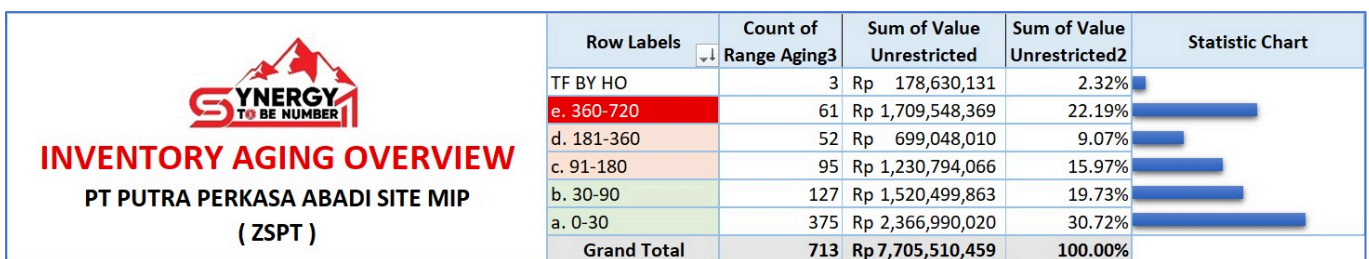 SYNERGY
TO BE NUMBER 1
INVENTORY AGING OVERVIEW
PT PUTRA PERKASA ABADI SITE MIP
( ZSPT )
Row Labels Count of Range Aging3 Sum of Value Unrestricted Sum of Value Unrestricted2 Statistic Chart
TF BY HO 3 Rp 178,630,131 2.32%
e. 360-720 61 Rp 1,709,548,369 22.19%
d. 181-360 52 Rp 699,048,010 9.07%
c. 91-180 95 Rp 1,230,794,066 15.97%
b. 30-90 127 Rp 1,520,499,863 19.73%
a. 0-30 375 Rp 2,366,990,020 30.72%
Grand Total 713 Rp 7,705,510,459 100.00%